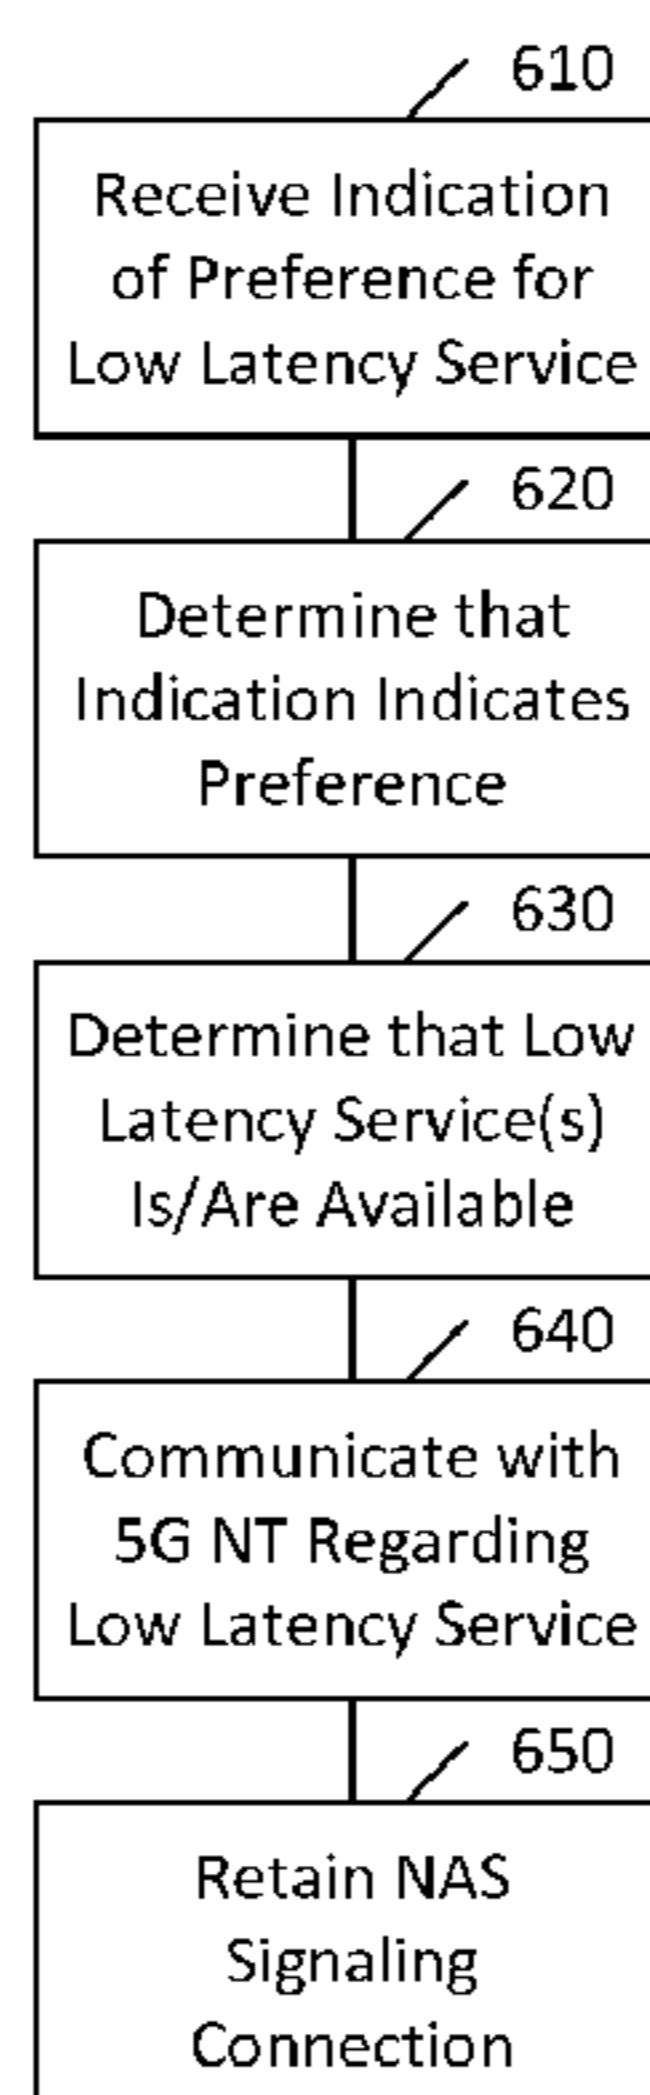 610
Receive Indication
of Preference for
Low Latency Service
620
Determine that
Indication Indicates
Preference
630
Determine that Low
Latency Service(s)
Is/Are Available
640
Communicate with
5G NT Regarding
Low Latency Service
650
Retain NAS
Signaling
Connection